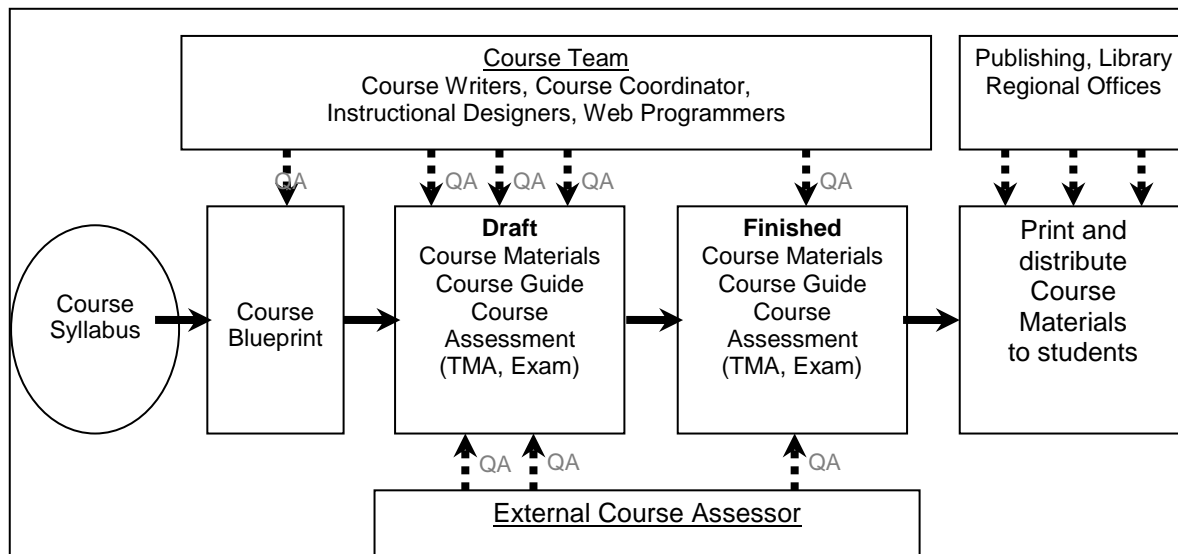 Course Team
Course Writers, Course Coordinator,
Instructional Designers, Web Programmers
Publishing, Library
Regional Offices
QA
QA
QA
QA
QA
Course
Syllabus
Course
Blueprint
Draft
Course Materials
Course Guide
Course
Assessment
(TMA, Exam)
Finished
Course Materials
Course Guide
Course
Assessment
(TMA, Exam)
Print and
distribute
Course
Materials
to students
QA
QA
QA
External Course Assessor